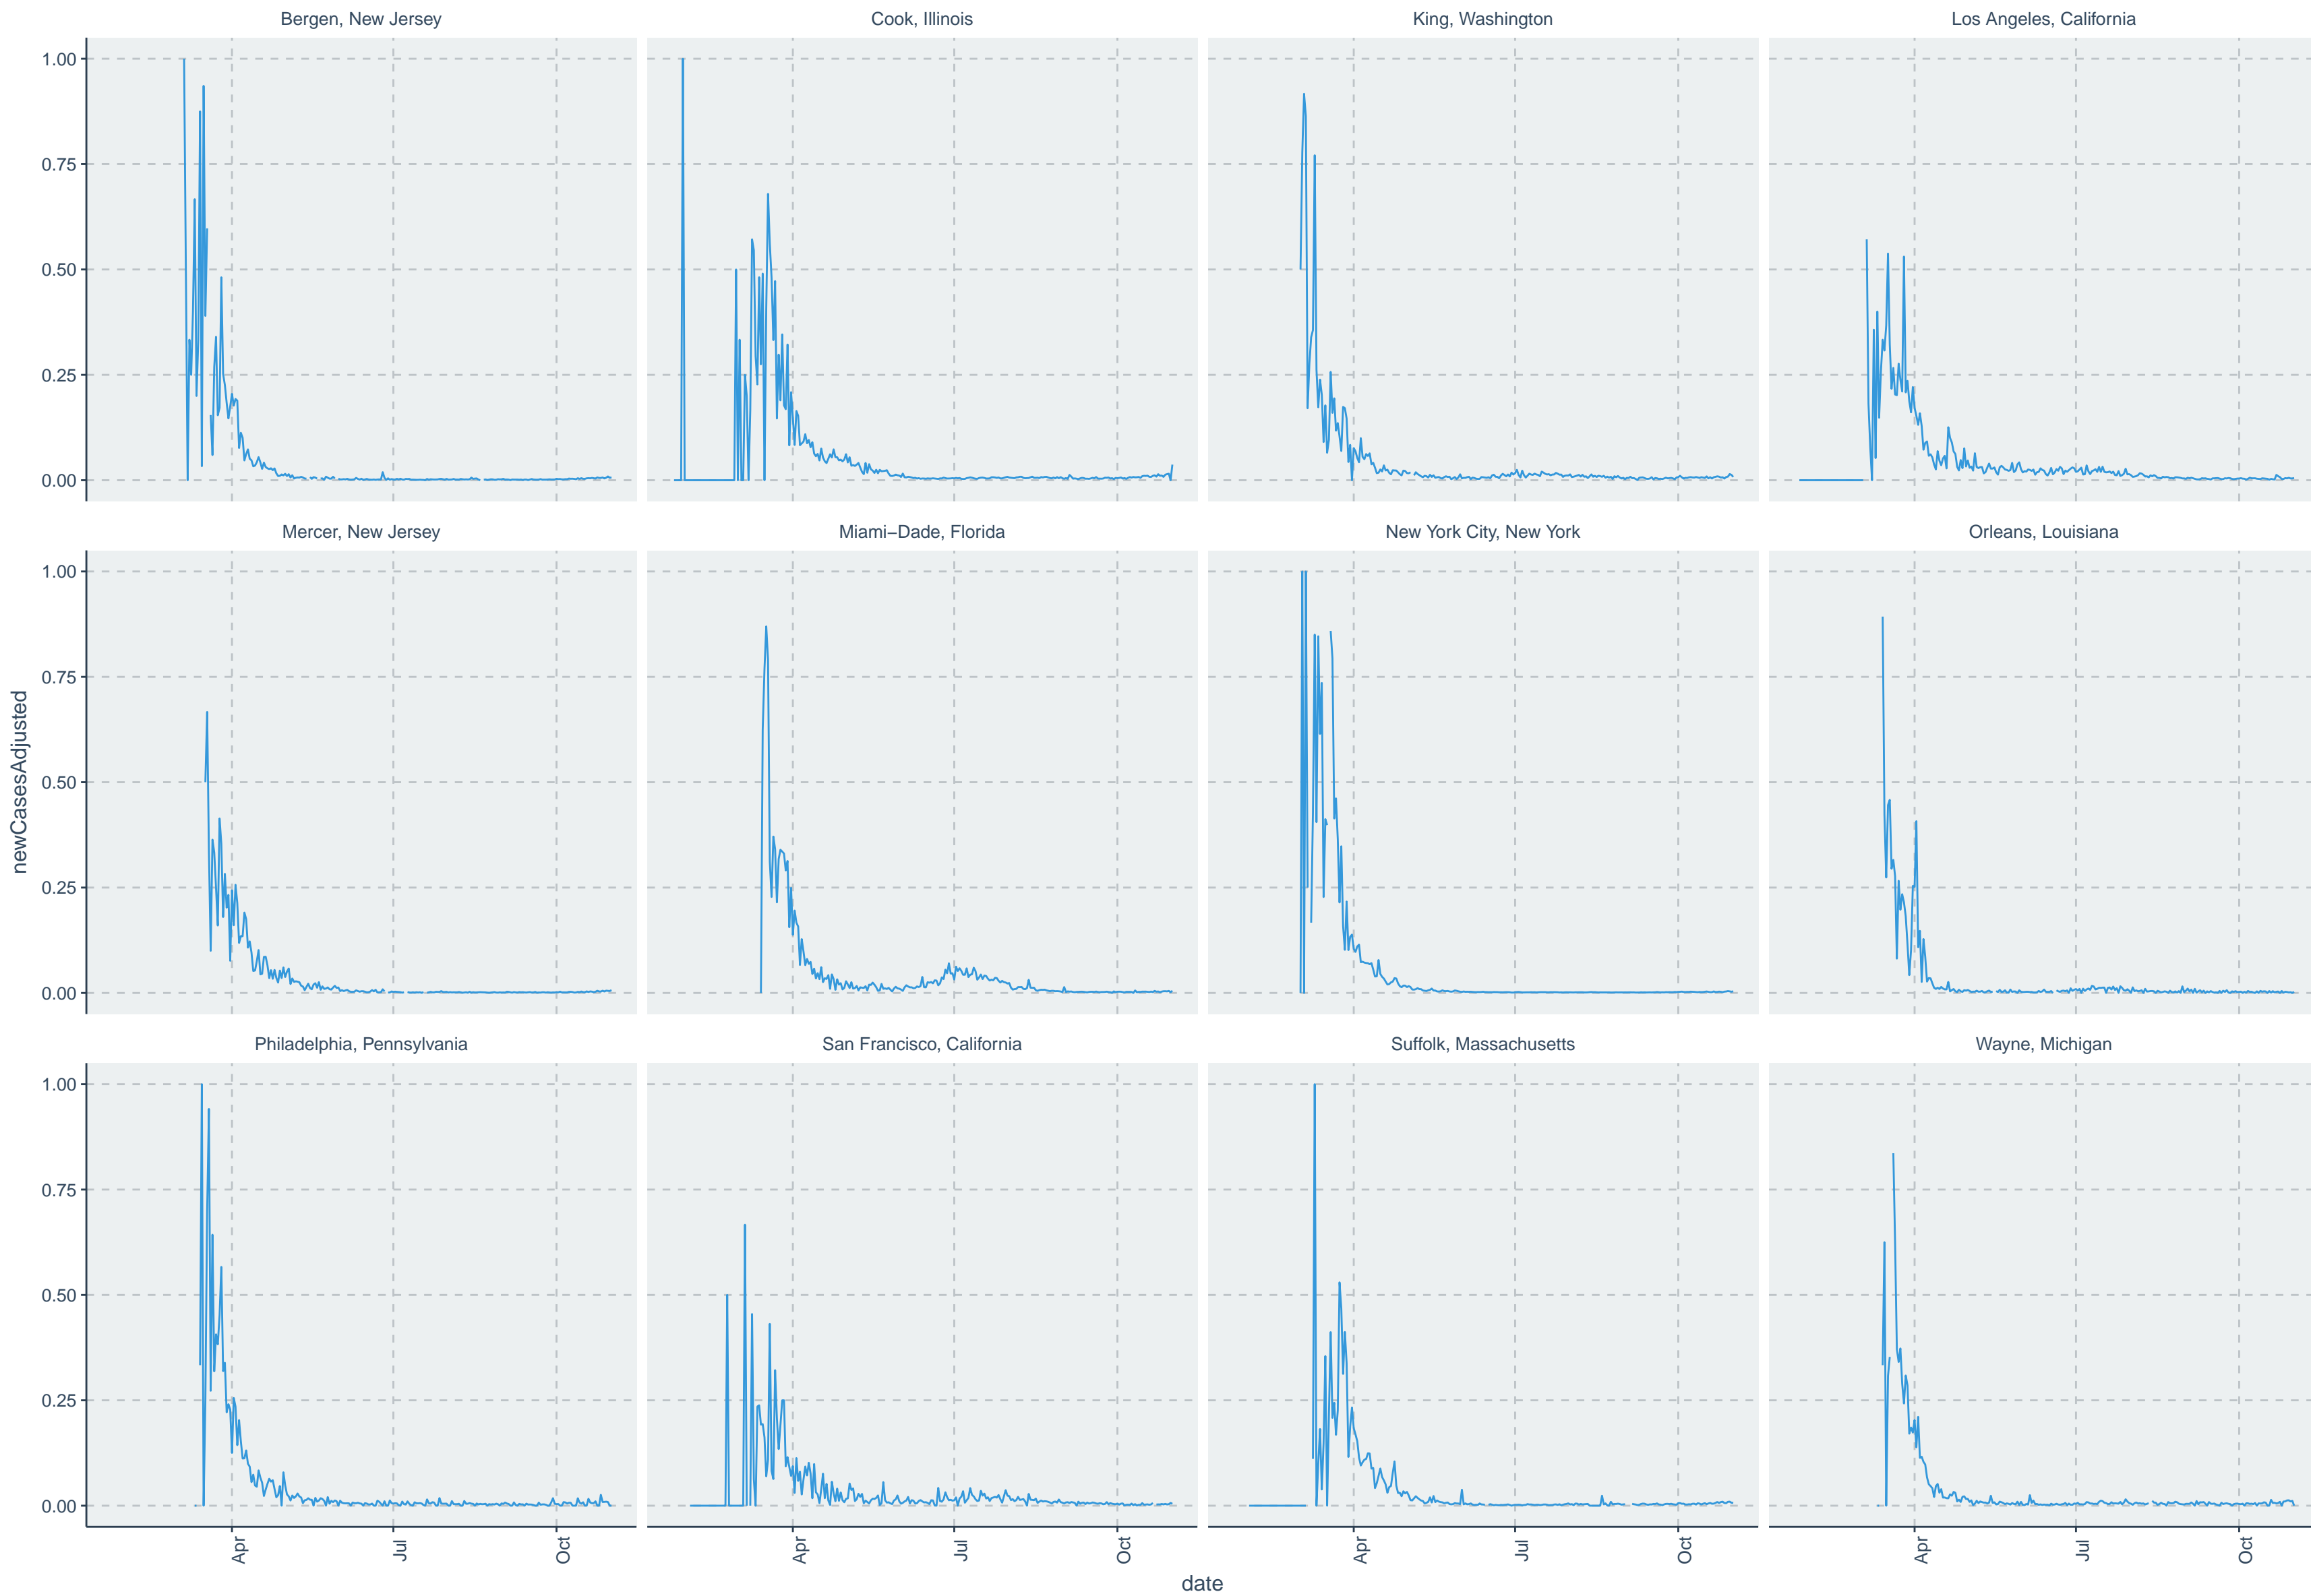 Bergen, New Jersey
Cook, Illinois
King, Washington
Los Angeles, California
1.00
0.75
0.50
0.25
0.00
Mercer, New Jersey
Miami−Dade, Florida
New York City, New York
Orleans, Louisiana
1.00
0.75
0.50
0.25
0.00
newCasesAdjusted
Philadelphia, Pennsylvania
San Francisco, California
Suffolk, Massachusetts
Wayne, Michigan
1.00
0.75
0.50
0.25
0.00
Apr
Jul
Oct
Apr
Jul
Oct
Apr
Jul
Oct
Apr
Jul
Oct
date